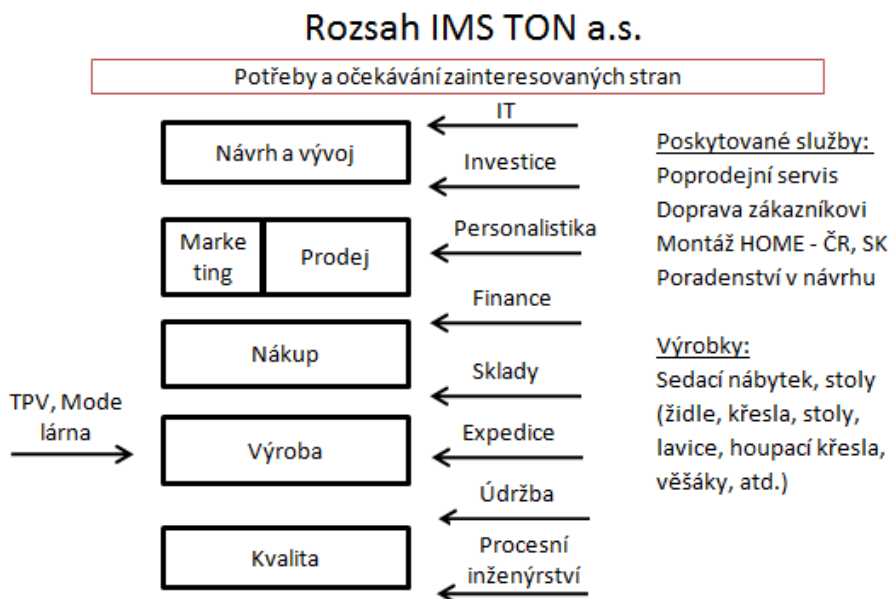 Rozsah IMS TON a.s.
Potřeby a očekávání zainteresovaných stran
Návrh a vývoj
Marke
ting
Prodej
Nákup
TPV, Mode
lárna
Výroba
Kvalita
IT
Investice
Personalistika
Finance
Sklady
Expedice
Údržba
Procesní
inženýrství
Poskytované služby:
Poprodejní servis
Doprava zákazníkovi
Montáž HOME - ČR, SK
Poradenství v návrhu
Výrobky:
Sedací nábytek, stoly
(židle, křesla, stoly,
lavice, houpací křesla,
věšáky, atd.)